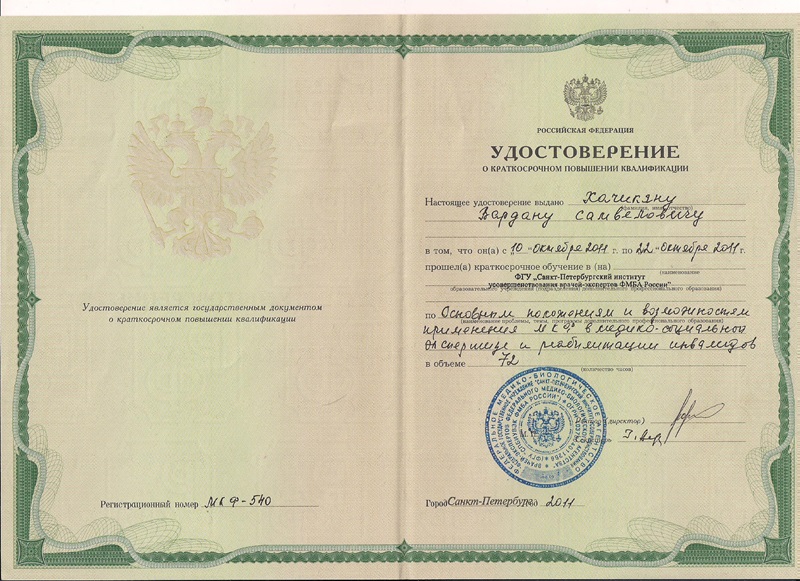 Удостоверение является государственным документом
о краткосрочном повышении квалификации
Регистрационный номер МКФ-540
РОССИЙСКАЯ ФЕДЕРАЦИЯ
УДОСТОВЕРЕНИЕ
О КРАТКОСРОЧНОМ ПОВЫШЕНИИ КВАЛИФИКАЦИИ
Настоящее удостоверение выдано Хачикяну
(фамилия, имя, отчество)
Вардану Самвеловичу
в том, что он(а) с 10 "октября 2011 г. по 22 "октября 2011 г.
прошел(а) краткосрочное обучение в (на)
(наименование
ФГУ „Санкт-Петербургский институт
усовершенствования врачей-экспертов ФМБА России"
образовательного учреждения (подразделения) дополнительного профессионального образования)
по Основным положениям и возможностям
(наименование проблемы, темы, программы дополнительного профессионального образования)
применения МКФ в медико-социальной
экспертизе и реабилитации инвалидов
в объеме 72
(количество часов)
(директор)
Город Санкт-Петербург год 2011